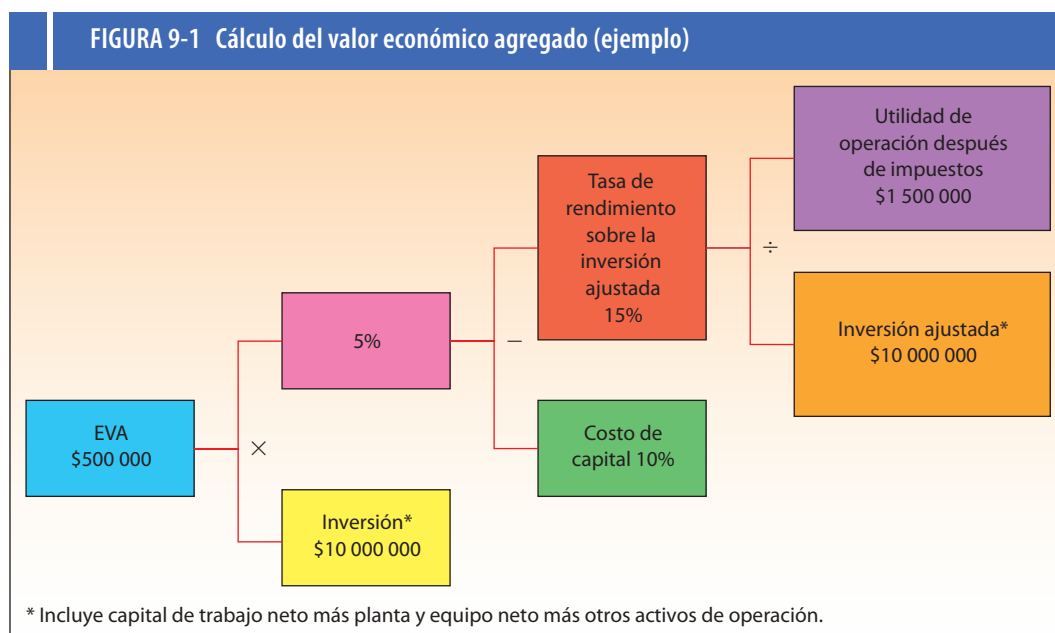 FIGURA 9-1 Cálculo del valor económico agregado (ejemplo)
Utilidad de
operación después
de impuestos
$1 500 000
Tasa de
rendimiento
sobre la
inversión
ajustada
15%
÷
5%
−
Inversión ajustada*
$10 000 000
EVA
$500 000
×
Costo de
capital 10%
Inversión*
$10 000 000
* Incluye capital de trabajo neto más planta y equipo neto más otros activos de operación.